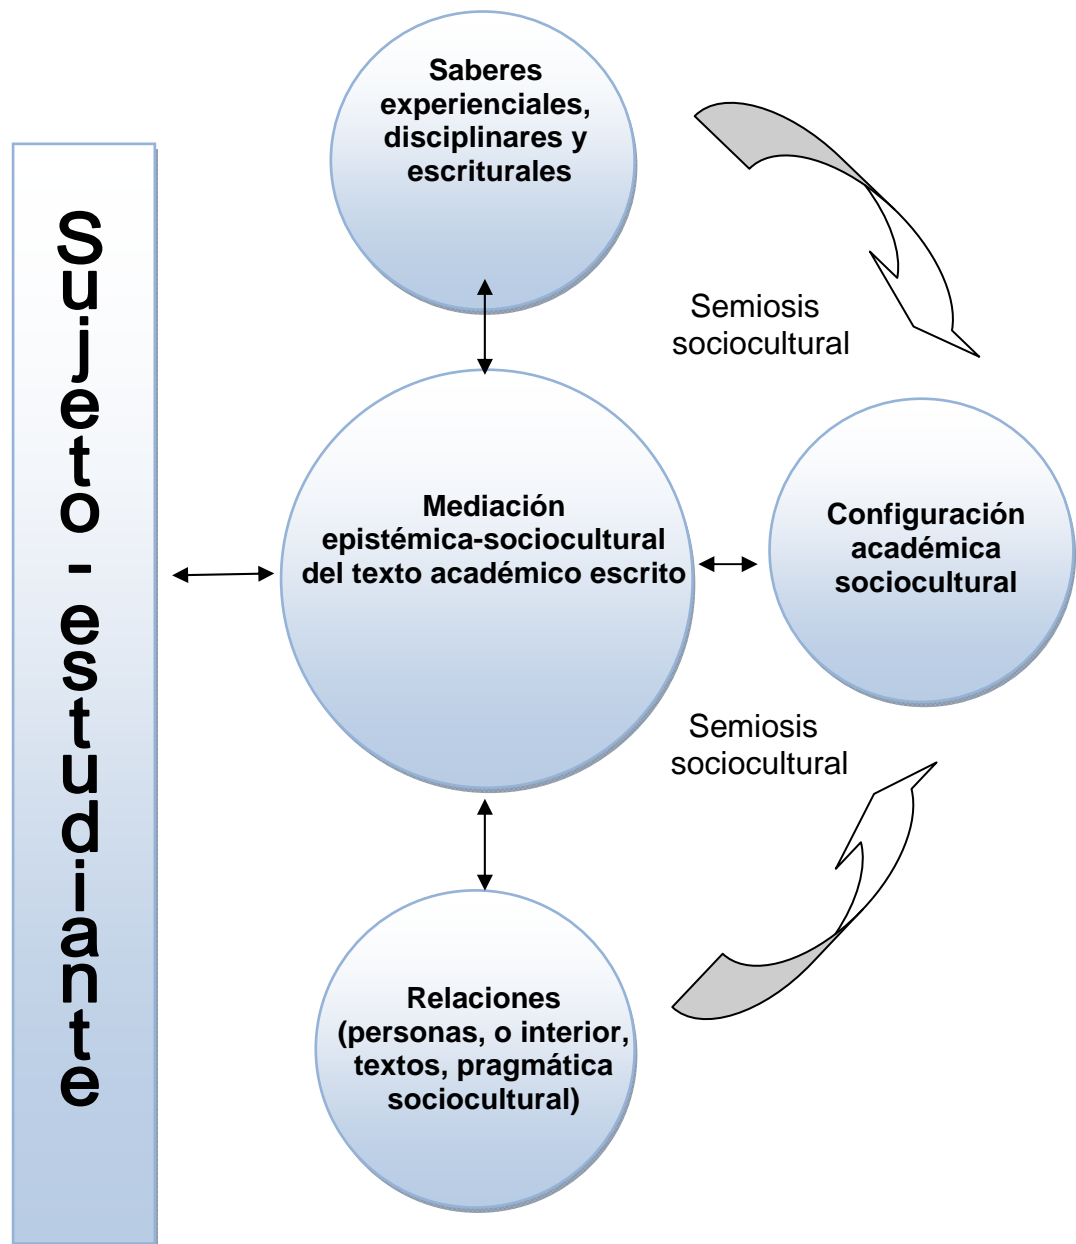 Sujeto-estudiante
Saberes
experienciales,
disciplinares y
escriturales
Semiosis
sociocultural
Mediación
epistémica-sociocultural
del texto académico escrito
Configuración
académica
sociocultural
Semiosis
sociocultural
Relaciones
(personas, o interior,
textos, pragmática
sociocultural)